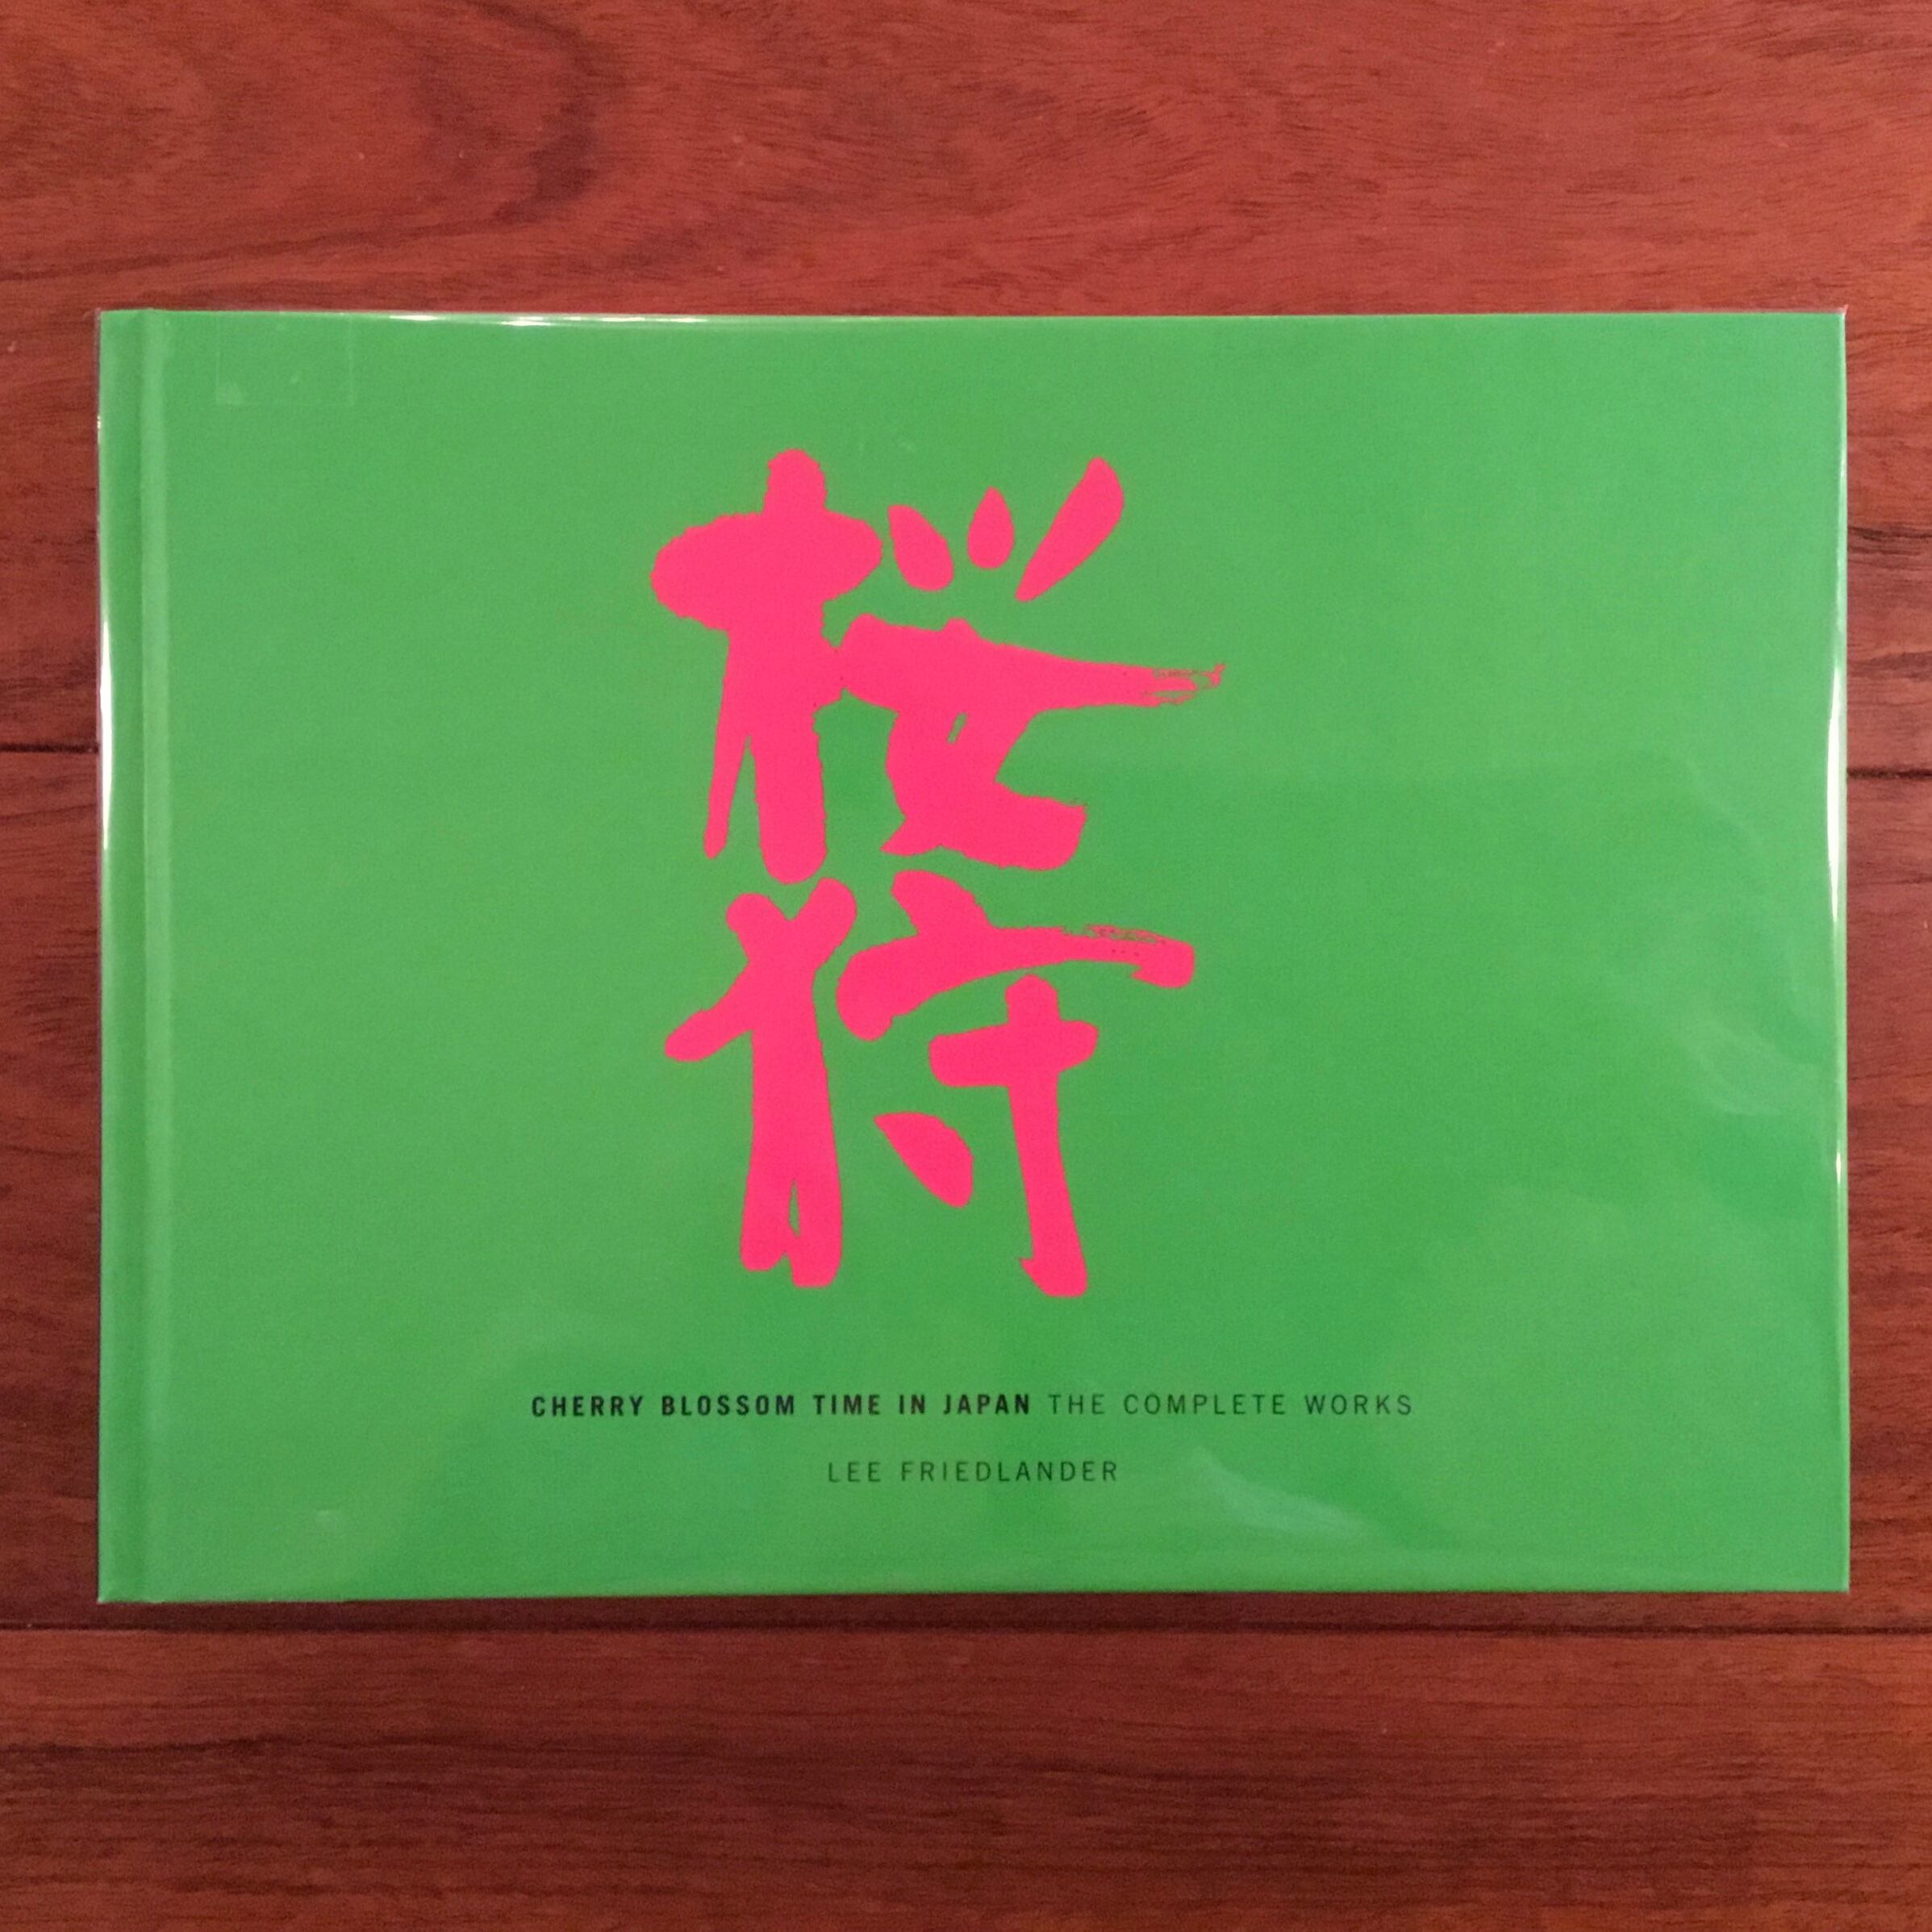 桜
狩
CHERRY BLOSSOM TIME IN JAPAN THE COMPLETE WORKS
LEE FRIEDLANDER